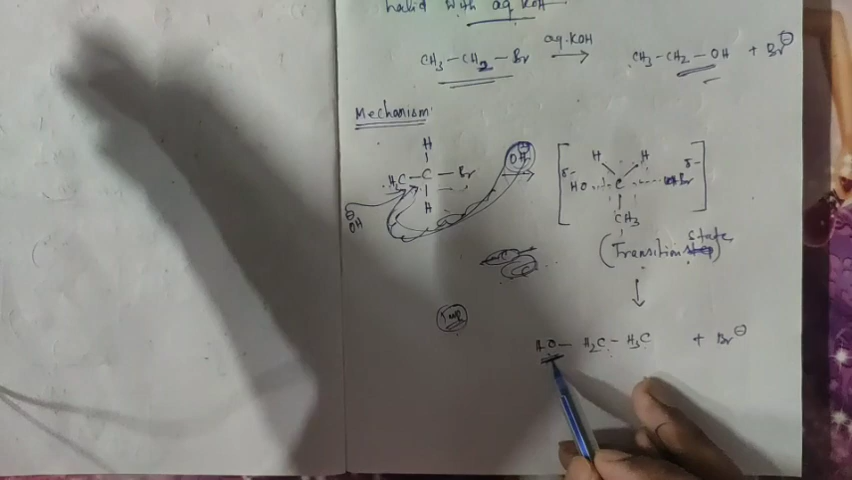 halid with aq KOH
CH3-CH2-Br aq.KOH → CH3-CH2-OH + Br⊖
Mechanism:
H
H3C-C-Br
H
⊖
OH
OH⊖
→
H H
δ- HO C Br δ-
CH3
(Transition State)
↓
Imp
HO- H2C- H3C + Br⊖